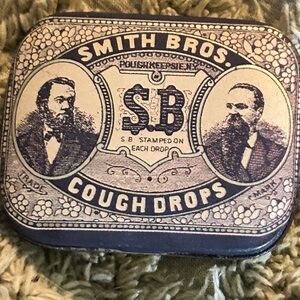 SMITH BROS.
POUGHKEEPSIE, N.Y.
S.B
S.B STAMPED ON
EACH DROP
TRADE
MARK
COUGH DROPS